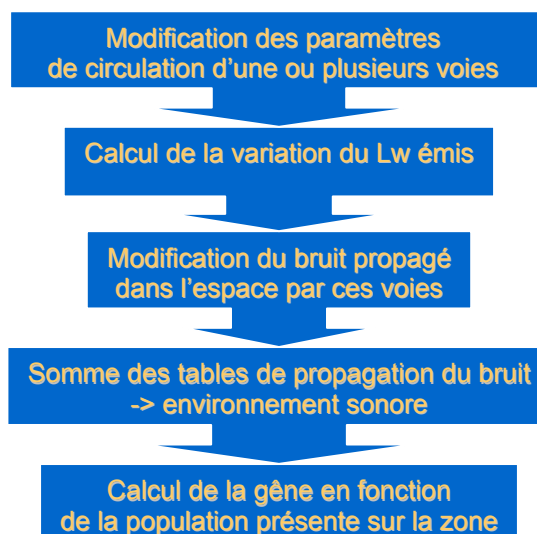 Modification des paramètres
de circulation d'une ou plusieurs voies
Calcul de la variation du Lw émis
Modification du bruit propagé
dans l'espace par ces voies
Somme des tables de propagation du bruit
-> environnement sonore
Calcul de la gêne en fonction
de la population présente sur la zone